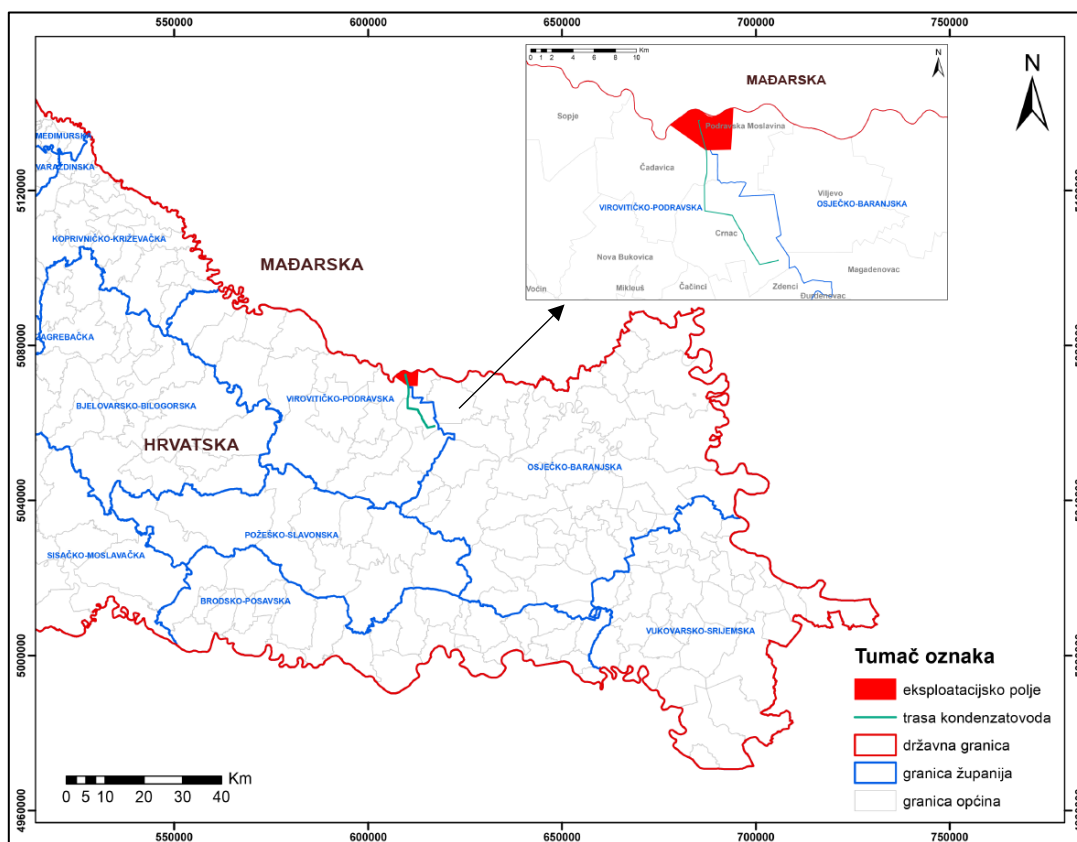 550000 600000 650000 700000 750000
0 1 2 4 6 8 10 Km
N
MAĐARSKA
Sopje
Podravska Moslavina
Čađavica
Viljevo
VIROVITIČKO-PODRAVSKA
OSJEČKO-BARANJSKA
Crnac
Nova Bukovica
Magadenovac
Voćin
Mikleuš
Čačinci
Zdenci
Đurđenovac
N
MEĐIMURSKA
VARAŽDINSKA
5120000
KOPRIVNIČKO-KRIŽEVAČKA
MAĐARSKA
ZAGREBAČKA
5080000
5080000
VIROVITIČKO-PODRAVSKA
BJELOVARSKO-BILOGORSKA
HRVATSKA
OSJEČKO-BARANJSKA
5040000
POŽEŠKO-SLAVONSKA
SISAČKO-MOSLAVAČKA
BRODSKO-POSAVSKA
VUKOVARSKO-SRIJEMSKA
5000000
Tumač oznaka
eksploatacijsko polje
trasa kondenzatovoda
državna granica
granica županija
granica općina
Km
0 5 10 20 30 40
4960000
550000 600000 650000 700000 750000